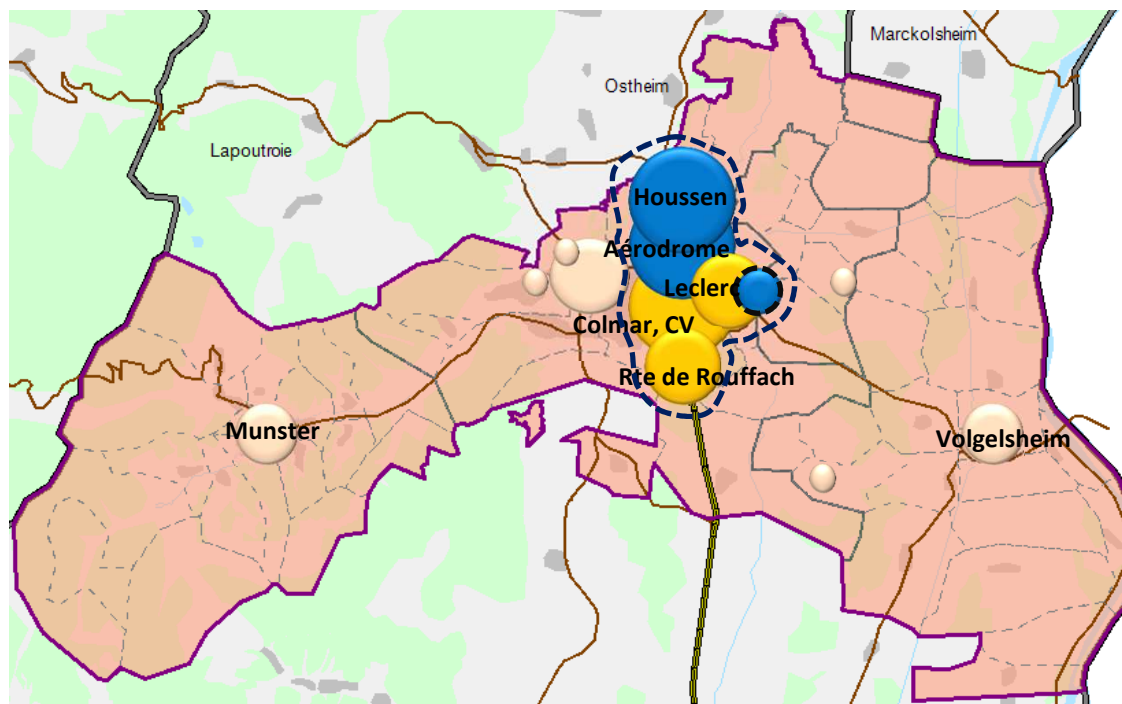 Marckolsheim
Ostheim
Lapoutroie
Houssen
Aérodrome
Leclerc
Colmar, CV
Rte de Rouffach
Munster
Volgelsheim